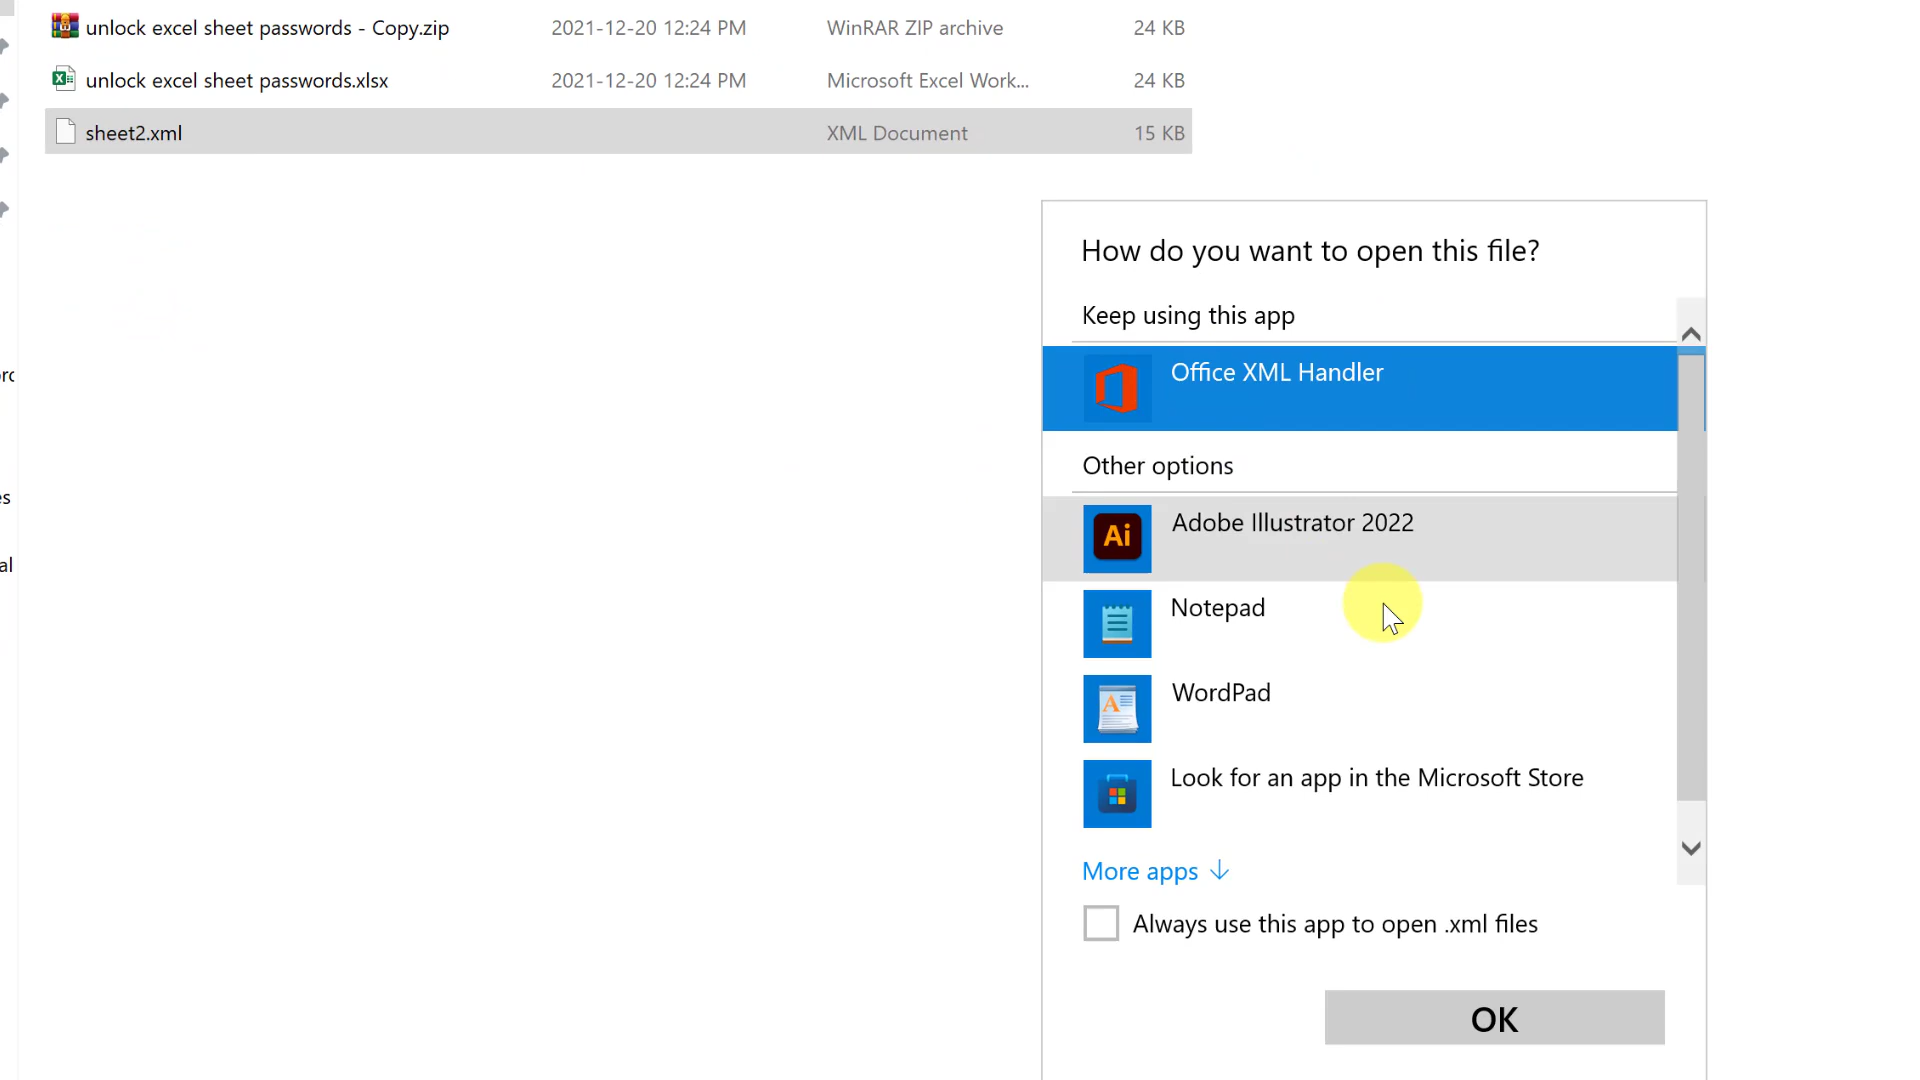 unlock excel sheet passwords - Copy.zip 2021-12-20 12:24 PM WinRAR ZIP archive 24 KB
unlock excel sheet passwords.xlsx 2021-12-20 12:24 PM Microsoft Excel Work... 24 KB
sheet2.xml XML Document 15 KB
How do you want to open this file?
Keep using this app
Office XML Handler
Other options
Ai Adobe Illustrator 2022
Notepad
WordPad
Look for an app in the Microsoft Store
More apps ↓
Always use this app to open .xml files
OK